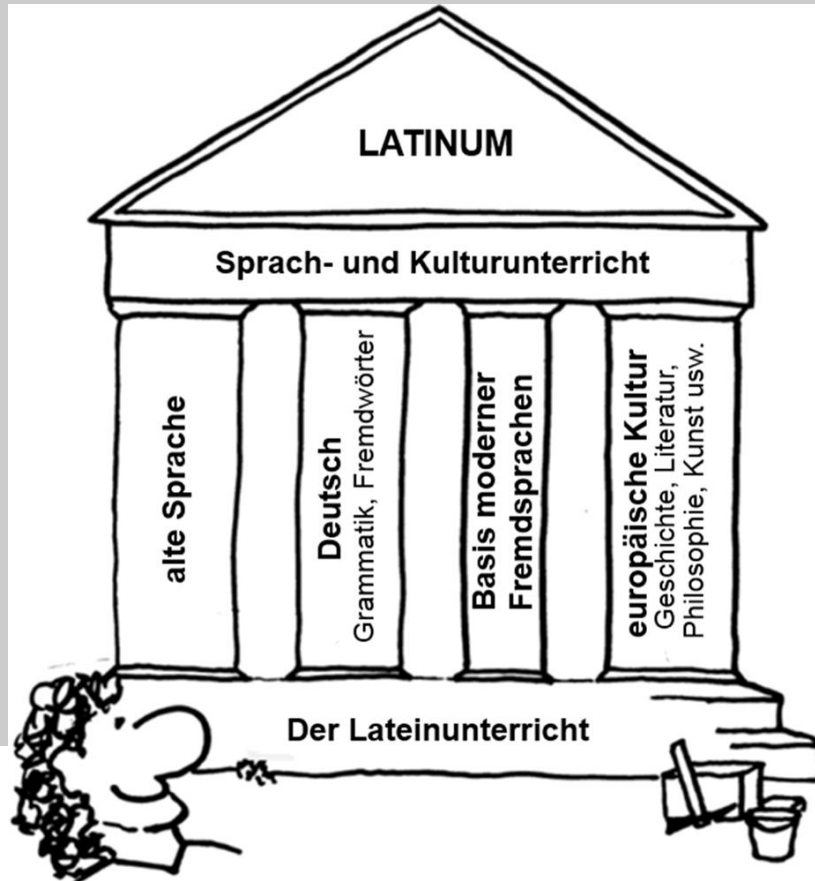 LATINUM
Sprach- und Kulturunterricht
alte Sprache
Deutsch
Grammatik, Fremdwörter
Basis moderner
Fremdsprachen
europäische Kultur
Geschichte, Literatur,
Philosophie, Kunst usw.
Der Lateinunterricht